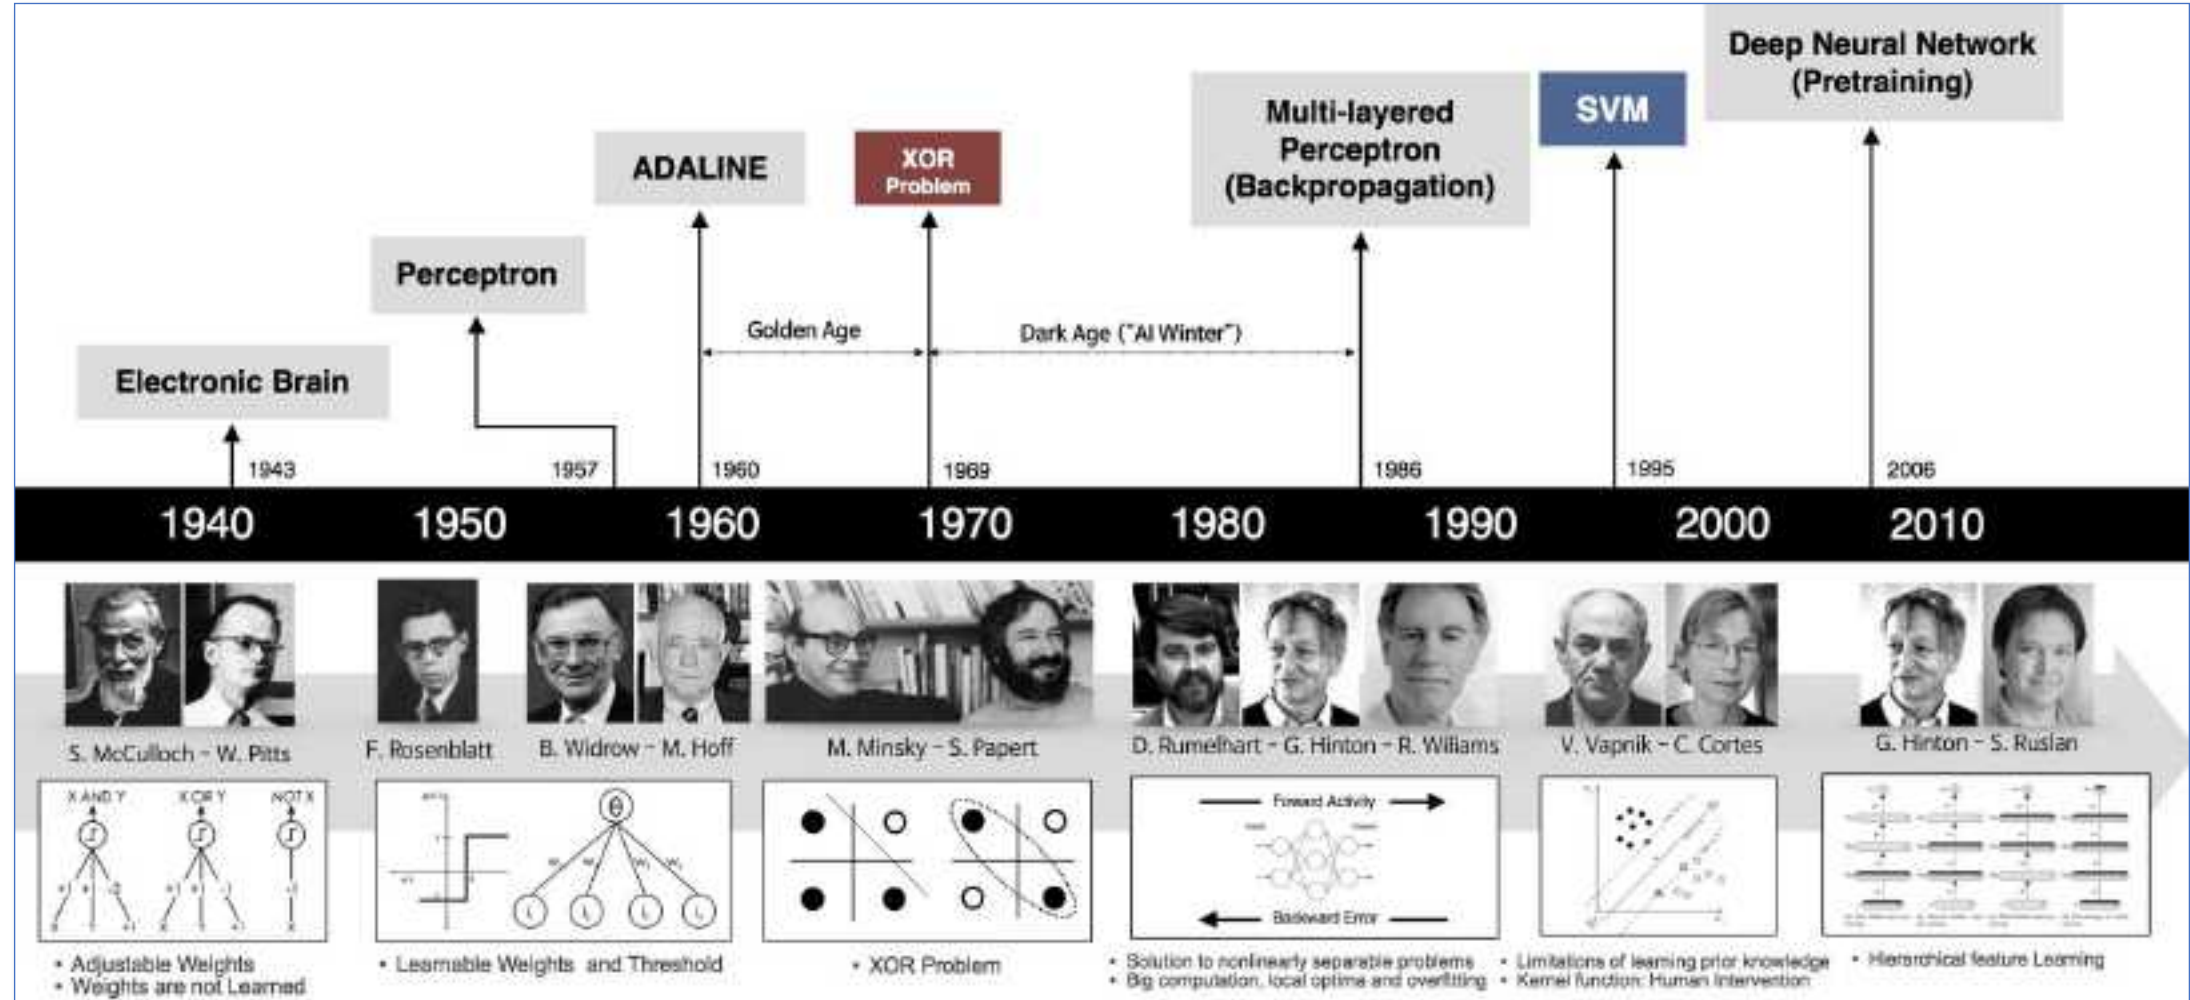 Deep Neural Network
(Pretraining)
Multi-layered
Perceptron
(Backpropagation)
SVM
ADALINE
XOR
Problem
Perceptron
Golden Age
Dark Age ("AI Winter")
Electronic Brain
1943
1957
1960
1969
1986
1995
2006
1940
1950
1960
1970
1980
1990
2000
2010
S. McCulloch – W. Pitts
F. Rosenblatt
B. Widrow – M. Hoff
M. Minsky – S. Papert
D. Rumelhart – G. Hinton – R. Wiliams
V. Vapnik – C. Cortes
G. Hinton – S. Ruslan
X AND Y
X OR Y
NOT X
θ
Foward Activity
Backward Error
• Adjustable Weights
• Weights are not Learned
• Learnable Weights and Threshold
• XOR Problem
• Solution to nonlinearly separable problems
• Big computation, local optima and overfitting
• Limitations of learning prior knowledge
• Kernel function: Human Intervention
• Hierarchical feature Learning